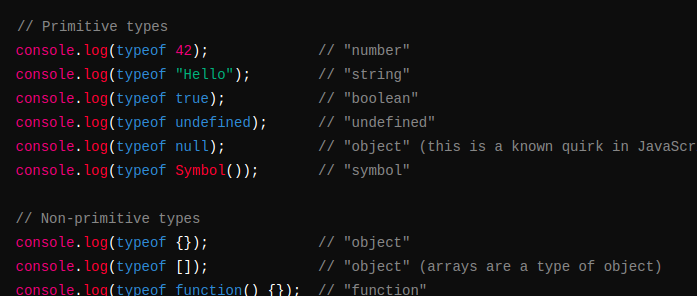 // Primitive types
console.log(typeof 42);             // "number"
console.log(typeof "Hello");        // "string"
console.log(typeof true);           // "boolean"
console.log(typeof undefined);      // "undefined"
console.log(typeof null);           // "object" (this is a known quirk in JavaScr
console.log(typeof Symbol());       // "symbol"

// Non-primitive types
console.log(typeof {});             // "object"
console.log(typeof []);             // "object" (arrays are a type of object)
console.log(typeof function() {});  // "function"